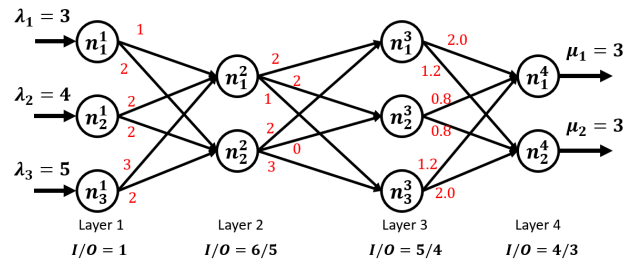 λ₁ = 3
λ₂ = 4
λ₃ = 5
n₁¹
n₂¹
n₃¹
1
2
2
2
3
2
n₁²
n₂²
2
2
1
2
0
3
n₁³
n₂³
n₃³
2.0
1.2
0.8
0.8
1.2
2.0
n₁⁴
n₂⁴
μ₁ = 3
μ₂ = 3
Layer 1
Layer 2
Layer 3
Layer 4
I/O = 1
I/O = 6/5
I/O = 5/4
I/O = 4/3